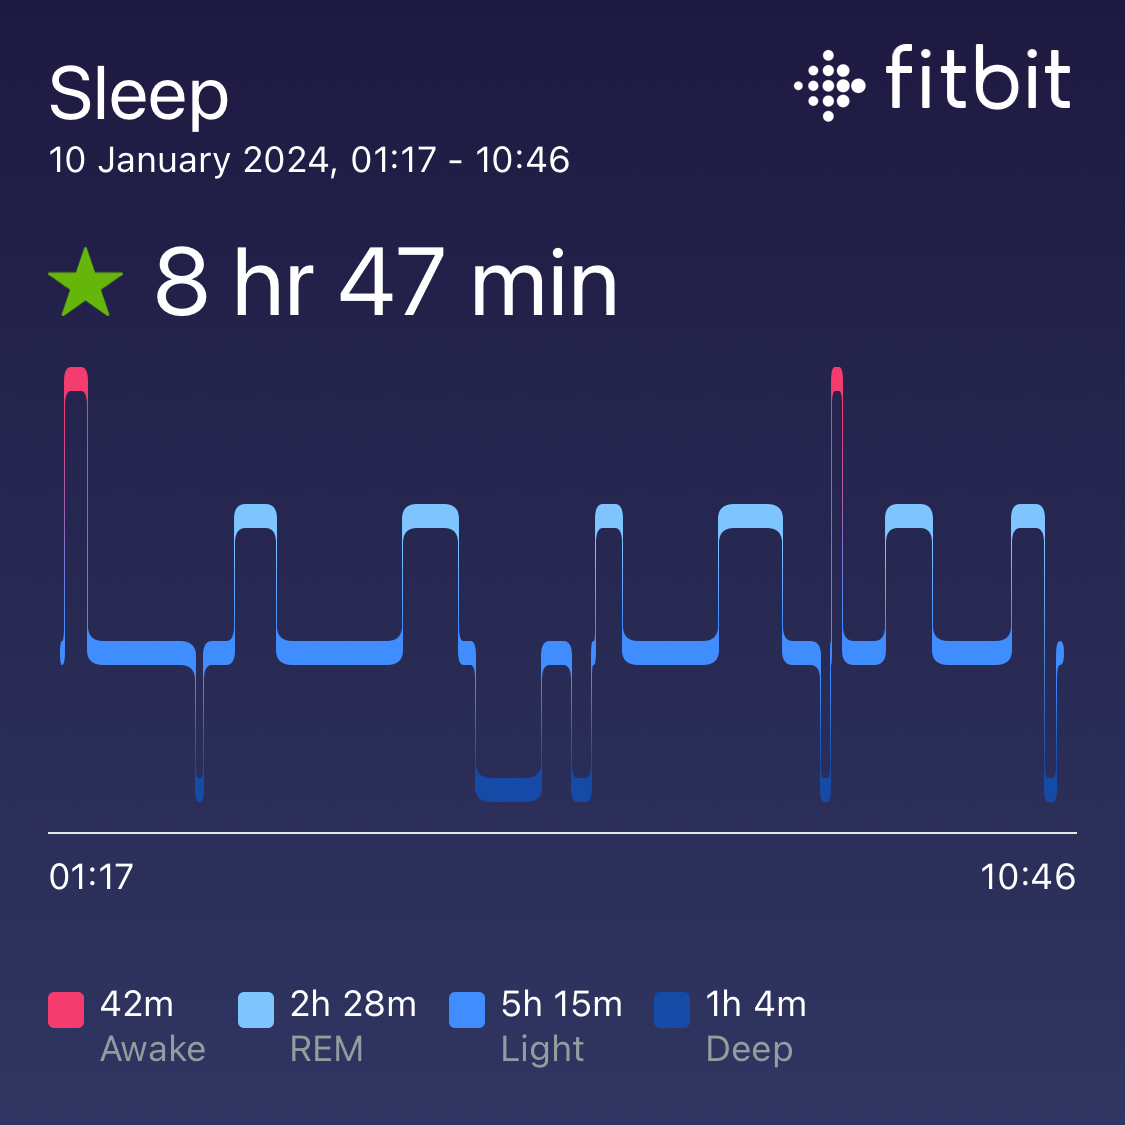 Sleep
fitbit
10 January 2024, 01:17 - 10:46
8 hr 47 min
01:17
10:46
42m
Awake
2h 28m
REM
5h 15m
Light
1h 4m
Deep